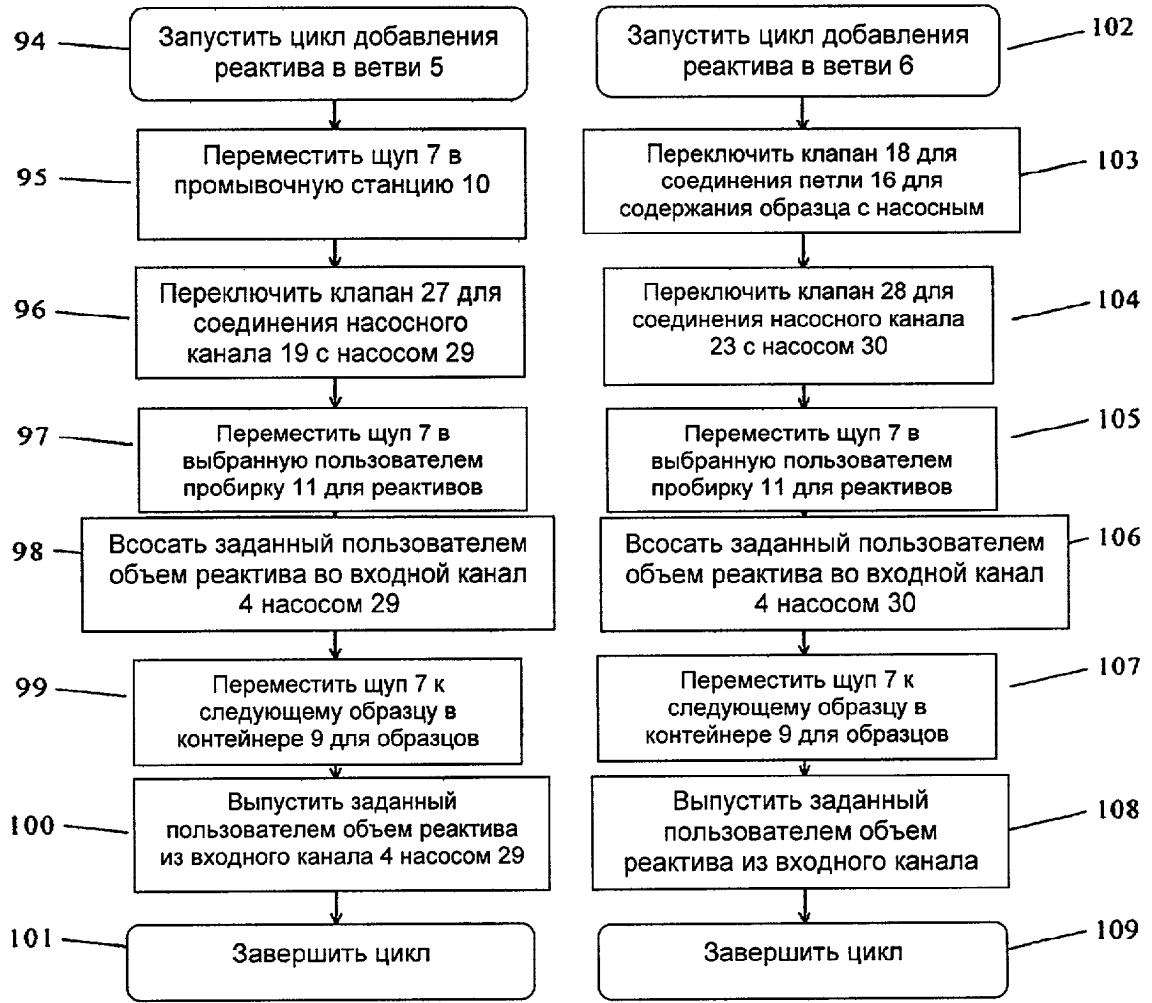 94
Запустить цикл добавления
реактива в ветви 5
95
Переместить щуп 7 в
промывочную станцию 10
96
Переключить клапан 27 для
соединения насосного
канала 19 с насосом 29
97
Переместить щуп 7 в
выбранную пользователем
пробирку 11 для реактивов
98
Всосать заданный пользователем
объем реактива во входной канал
4 насосом 29
99
Переместить щуп 7 к
следующему образцу в
контейнере 9 для образцов
100
Выпустить заданный
пользователем объем реактива
из входного канала 4 насосом 29
101
Завершить цикл
102
Запустить цикл добавления
реактива в ветви 6
103
Переключить клапан 18 для
соединения петли 16 для
содержания образца с насосным
104
Переключить клапан 28 для
соединения насосного канала
23 с насосом 30
105
Переместить щуп 7 в
выбранную пользователем
пробирку 11 для реактивов
106
Всосать заданный пользователем
объем реактива во входной канал
4 насосом 30
107
Переместить щуп 7 к
следующему образцу в
контейнере 9 для образцов
108
Выпустить заданный
пользователем объем
реактива из входного канала
109
Завершить цикл